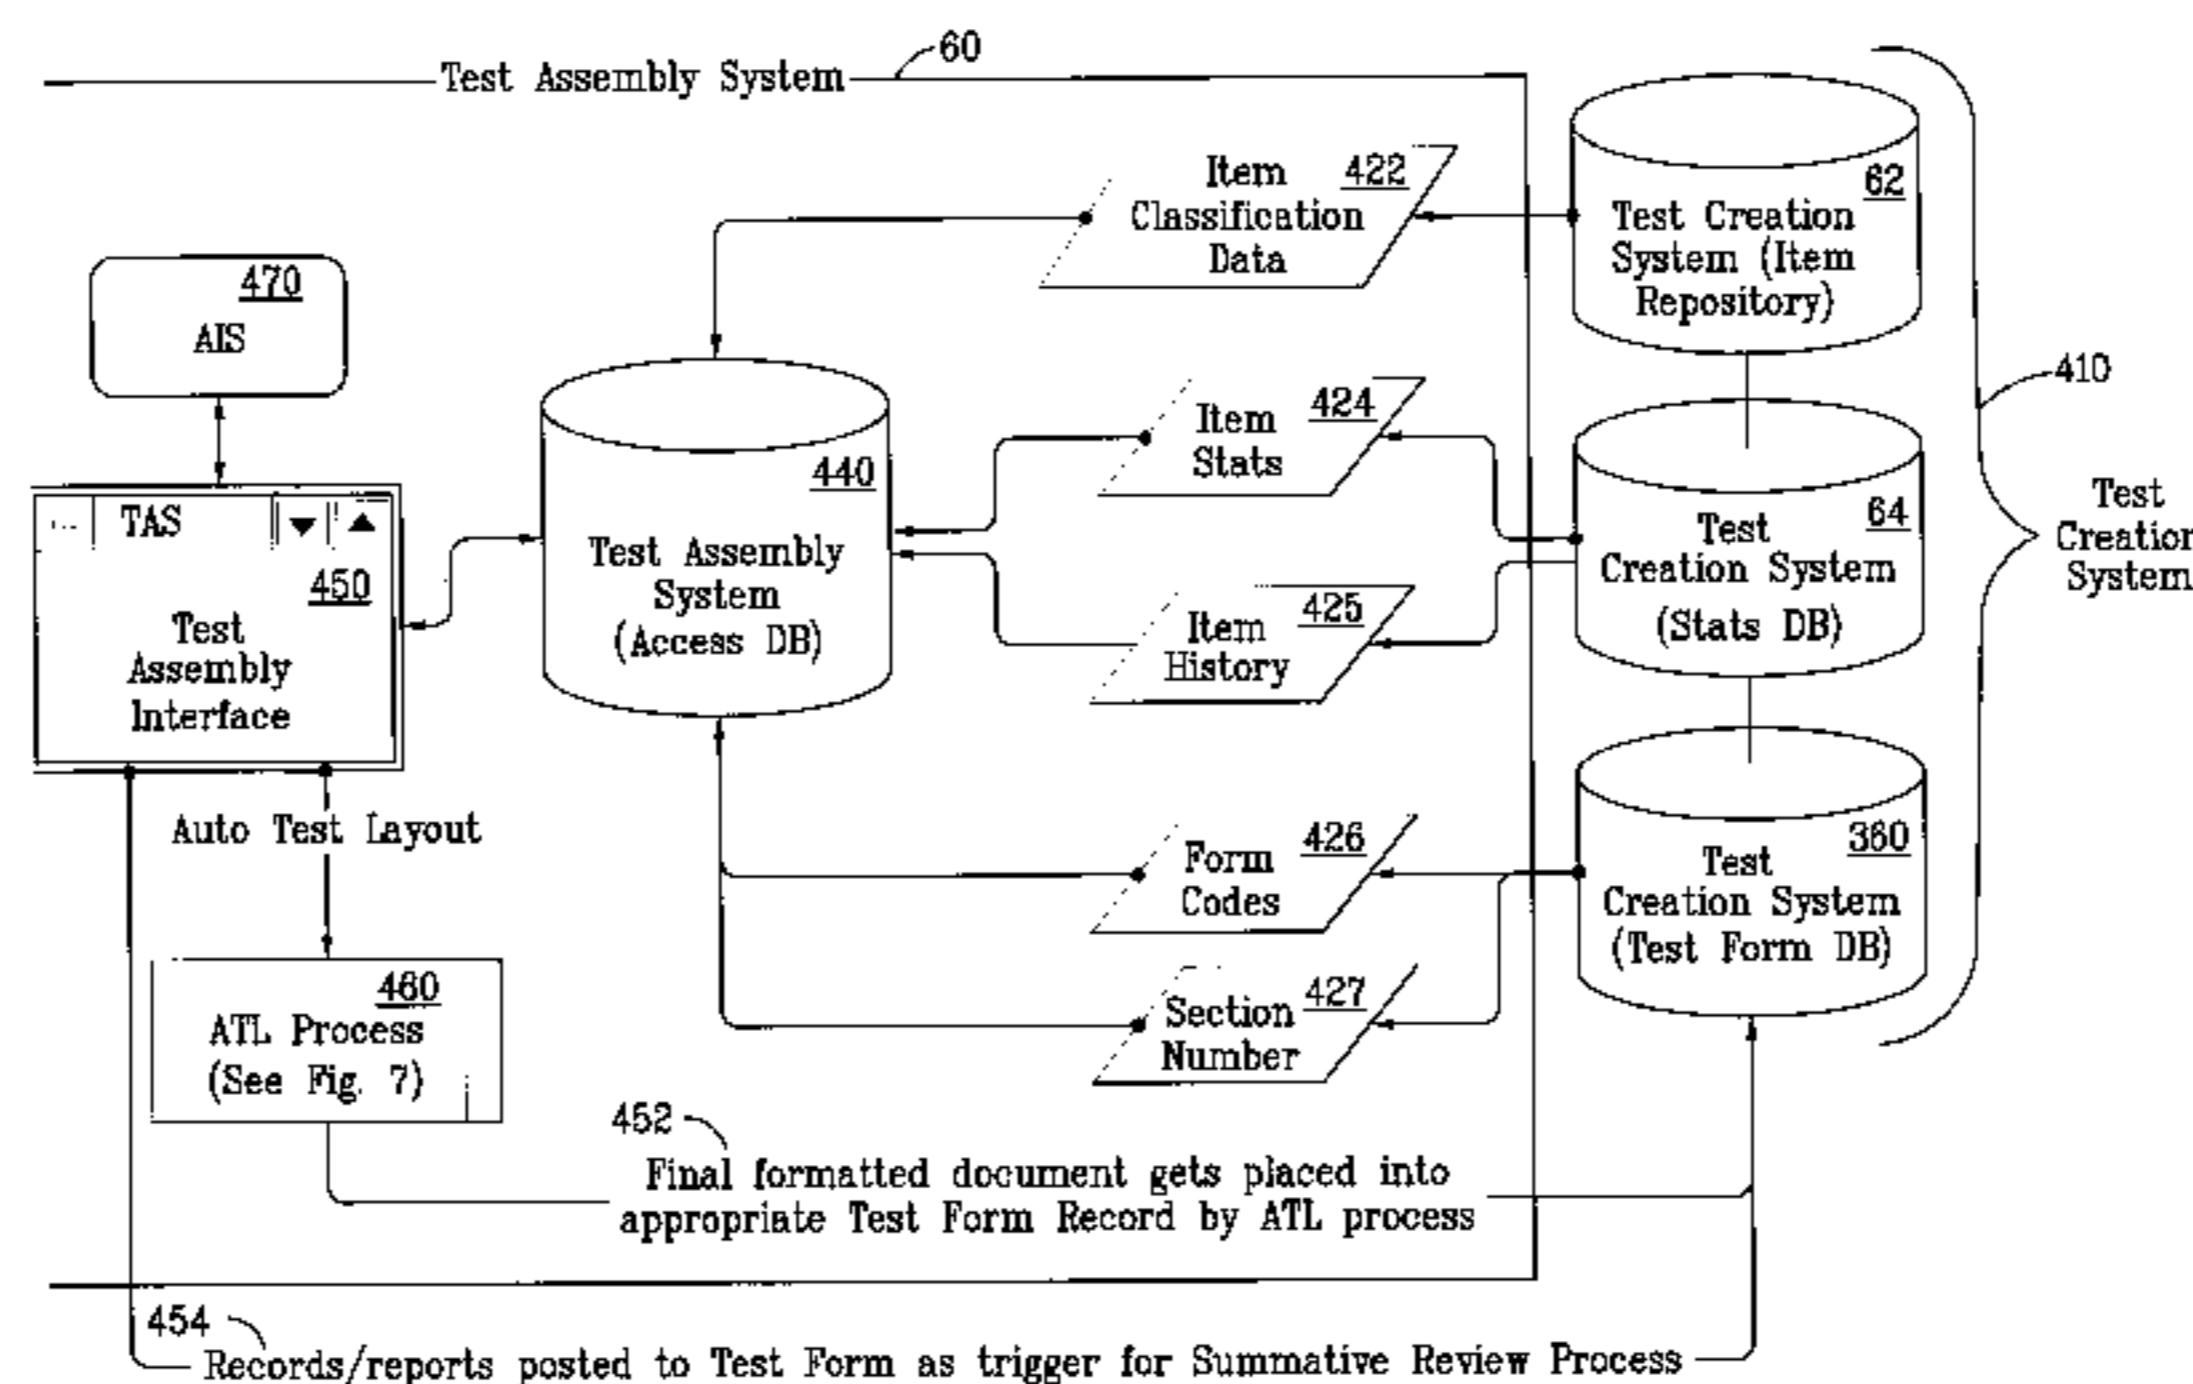 Test Assembly System
60
Item
422
Classification
Data
62
Test Creation
System (Item
Repository)
470
AIS
410
Test
Creation
System
Item
424
Stats
64
Test
Creation System
(Stats DB)
440
Test Assembly
System
(Access DB)
TAS
450
Test
Assembly
Interface
Item
425
History
Auto Test Layout
Form
426
Codes
360
Test
Creation System
(Test Form DB)
460
ATL Process
(See Fig. 7)
Section
427
Number
452
Final formatted document gets placed into
appropriate Test Form Record by ATL process
454
Records/reports posted to Test Form as trigger for Summative Review Process